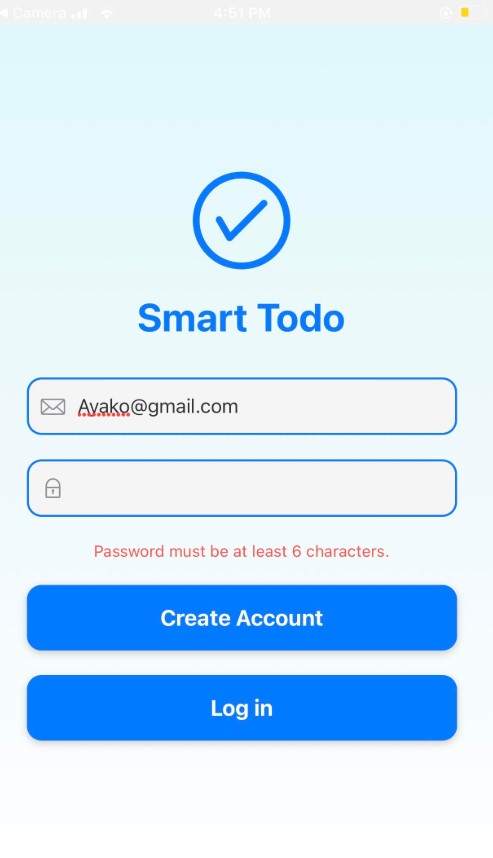 Camera
4:51 PM
Smart Todo
Ayako@gmail.com
Password must be at least 6 characters.
Create Account
Log in